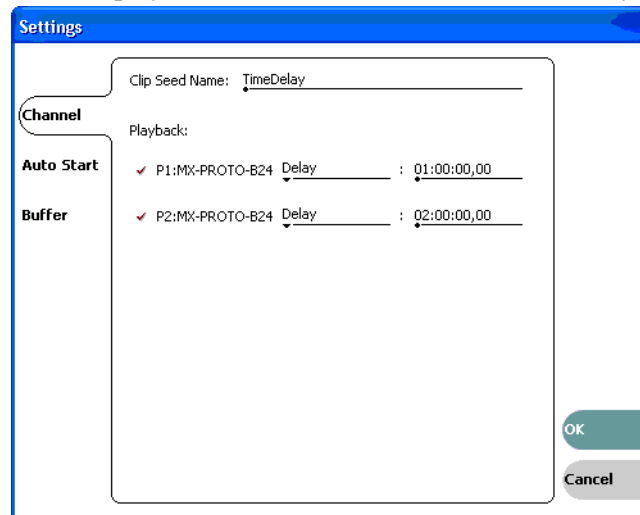 Settings
Clip Seed Name: TimeDelay
Channel
Playback:
Auto Start
P1:MX-PROTO-B24 Delay : 01:00:00,00
Buffer
P2:MX-PROTO-B24 Delay : 02:00:00,00
OK
Cancel